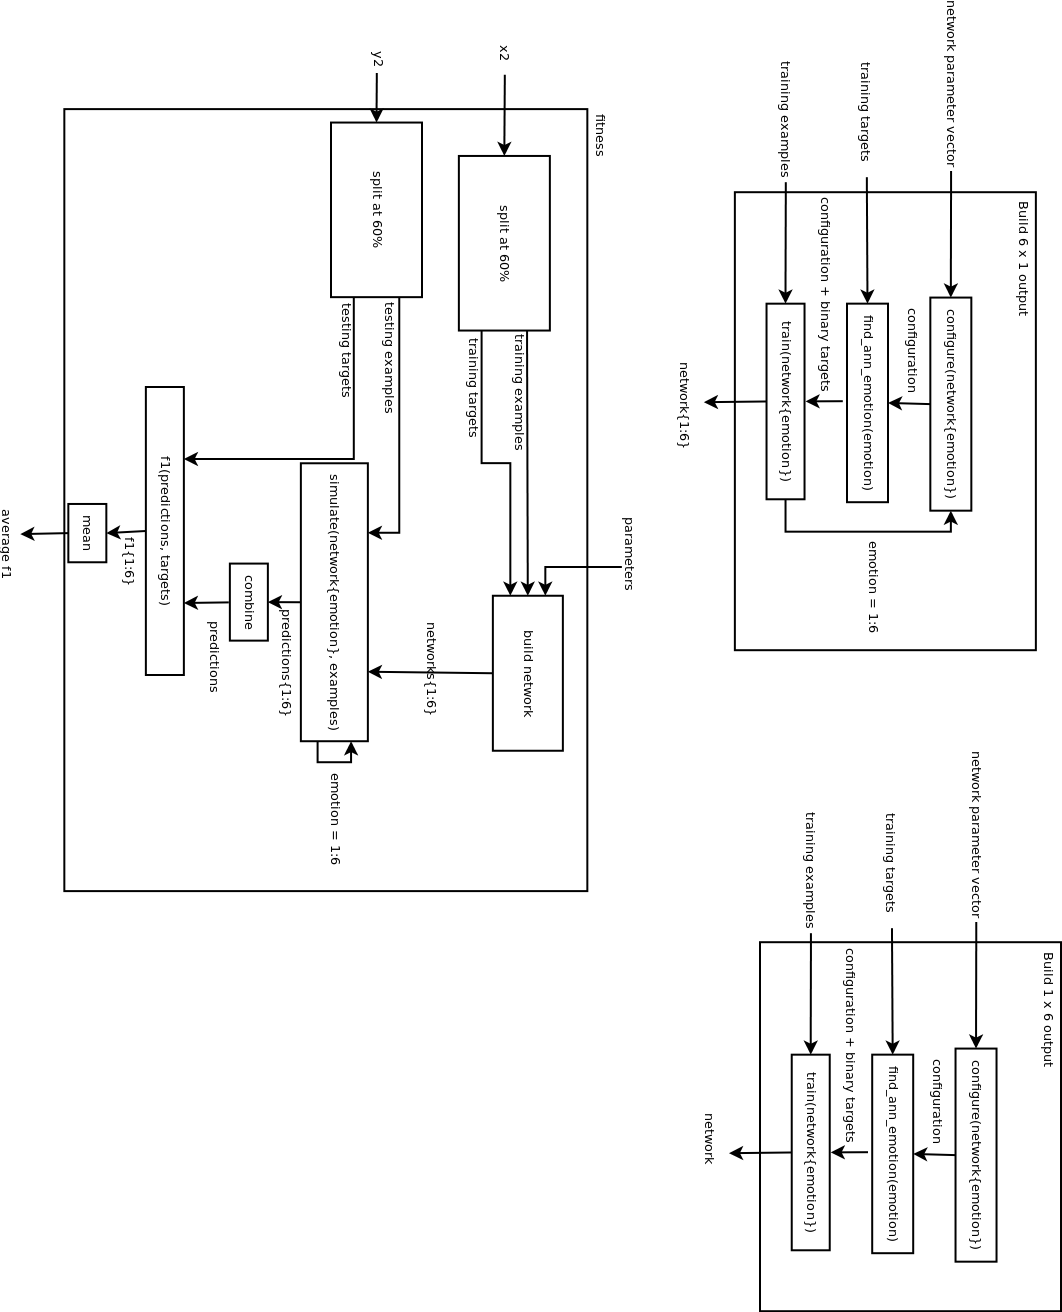 Build 6 x 1 output
network parameter vector
configure(network{emotion})
configuration
training targets
find_ann_emotion(emotion)
configuration + binary targets
training examples
train(network{emotion})
emotion = 1:6
network{1:6}
Build 1 x 6 output
network parameter vector
configure(network{emotion})
configuration
training targets
find_ann_emotion(emotion)
configuration + binary targets
training examples
train(network{emotion})
network
fitness
parameters
x2
split at 60%
training examples
training targets
build network
networks{1:6}
y2
split at 60%
testing examples
testing targets
simulate(network{emotion}, examples)
emotion = 1:6
predictions{1:6}
combine
predictions
f1(predictions, targets)
f1{1:6}
mean
average f1